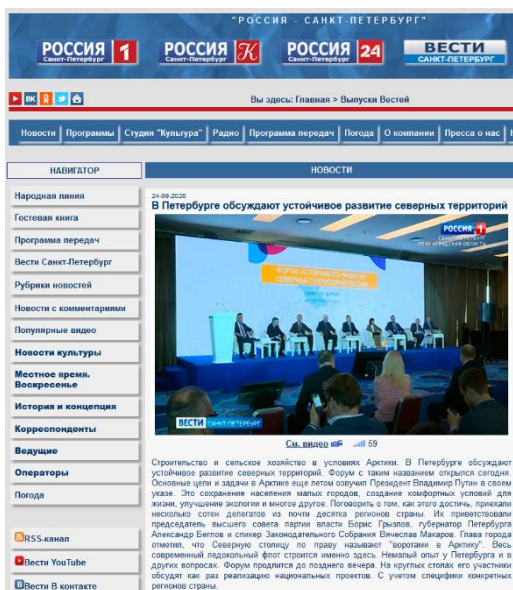 "РОССИЯ - САНКТ-ПЕТЕРБУРГ"
РОССИЯ 1 РОССИЯ К РОССИЯ 24 ВЕСТИ
Санкт-Петербург Санкт-Петербург Санкт-Петербург САНКТ-ПЕТЕРБУРГ
Вы здесь: Главная > Выпуски Вестей
Новости Программы Студия "Культура" Радио Программа передач Погода О компании Пресса о нас
НАВИГАТОР
Народная линия
Гостевая книга
Программа передач
Вести Санкт-Петербург
Рубрики новостей
Новости с комментариями
Популярные видео
Новости культуры
Местное время.
Воскресенье
История и концепция
Корреспонденты
Ведущие
Операторы
Погода
RSS-канал
Вести YouTube
Вести В контакте
НОВОСТИ
24-09-2020
В Петербурге обсуждают устойчивое развитие северных территорий
РОССИЯ 1
САНКТ-ПЕТЕРБУРГ
ЛЕНИНГРАДСКАЯ ОБЛАСТЬ
ФОРУМ УСТОЙЧИВОГО РАЗВИТИЯ
СЕВЕРНЫЕ ТЕРРИТОРИИ РОССИИ
ВЕСТИ САНКТ-ПЕТЕРБУРГ
См. видео 59
Строительство и сельское хозяйство в условиях Арктики. В Петербурге обсуждают
устойчивое развитие северных территорий. Форум с таким названием открылся сегодня.
Основные цели и задачи в Арктике еще летом озвучил Президент Владимир Путин в своем
указе. Это сохранение населения малых городов, создание комфортных условий для
жизни, улучшение экологии и многое другое. Поговорить о том, как этого достичь, приехали
несколько сотен делегатов из почти десятка регионов страны. Их приветствовали
председатель высшего совета партии власти Борис Грызлов, губернатор Петербурга
Александр Беглов и спикер Законодательного Собрания Вячеслав Макаров. Глава города
отметил, что Северную столицу по праву называют "воротами в Арктику". Весь
современный ледокольный флот строится именно здесь. Немалый опыт у Петербурга и в
других вопросах. Форум продлится до позднего вечера. На круглых столах его участники
обсудят как раз реализацию национальных проектов. С учетом специфики конкретных
регионов страны.